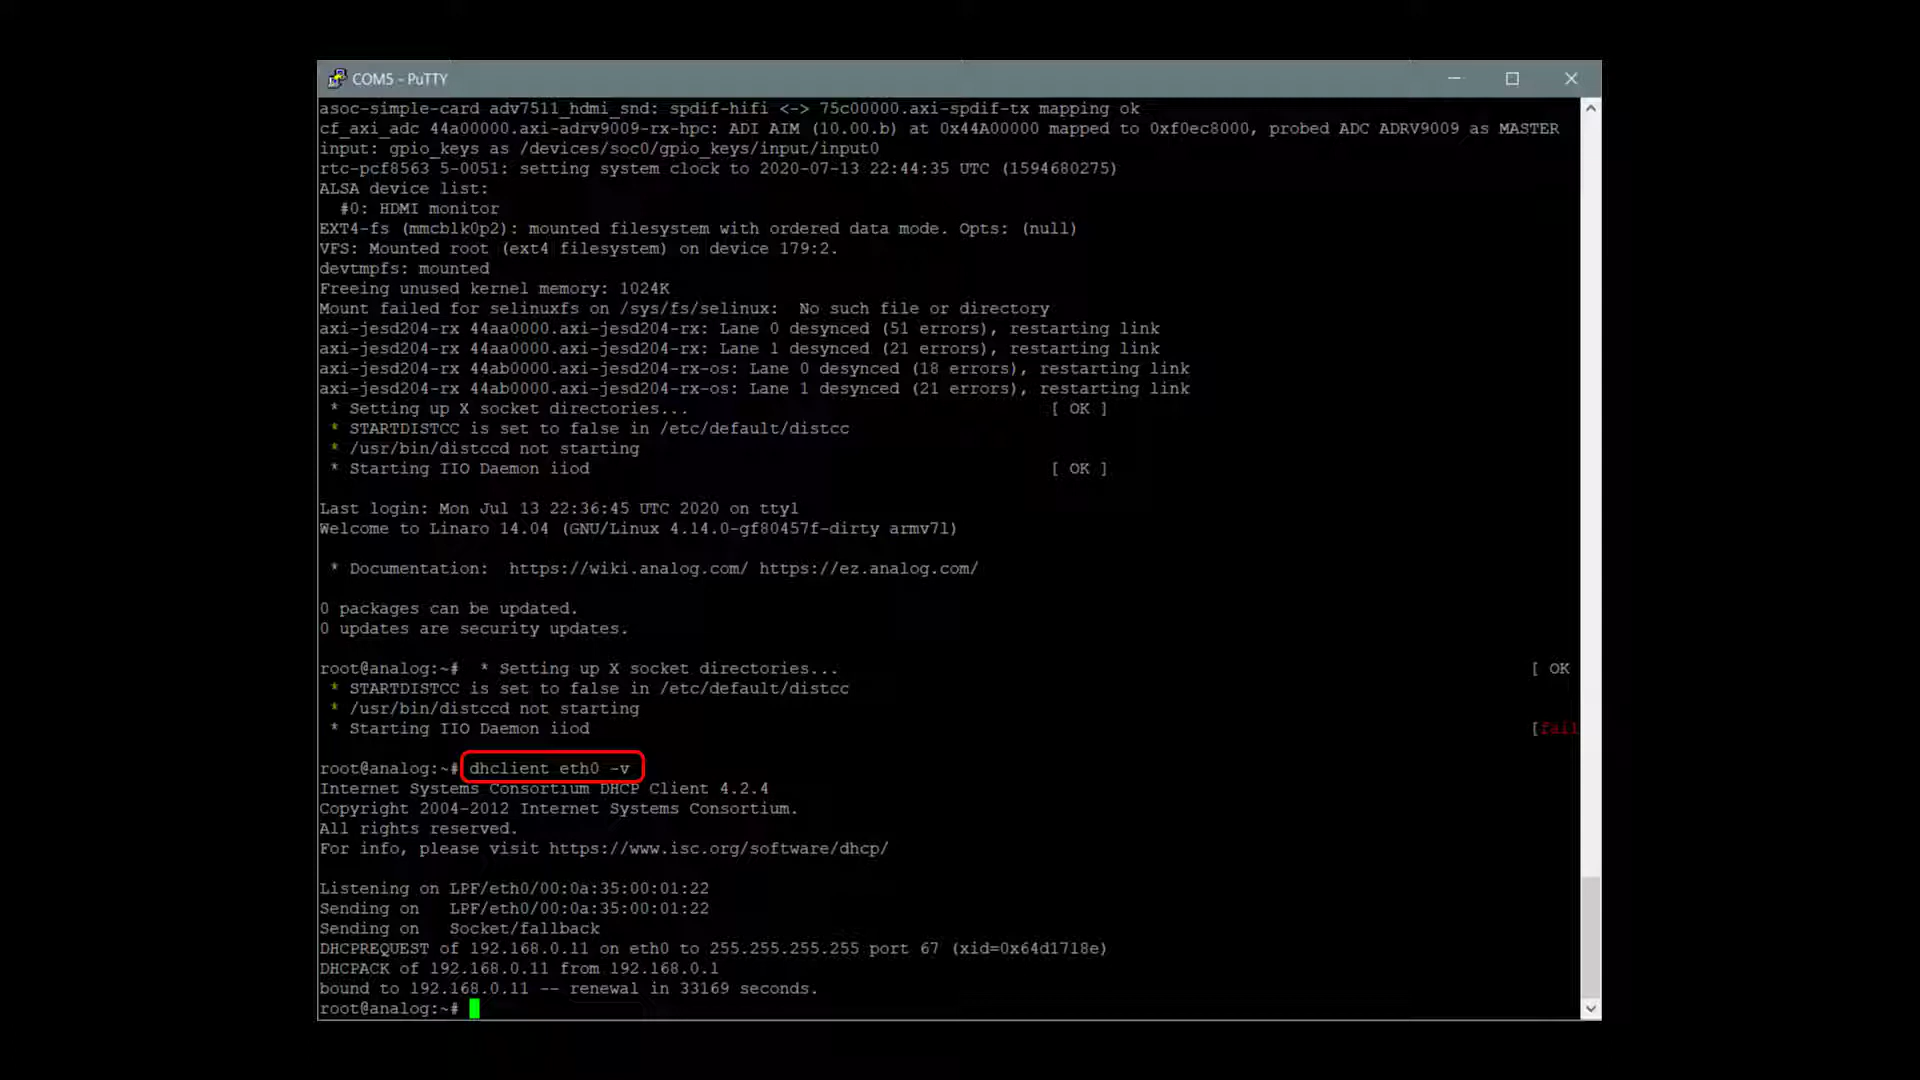 COM5 - PuTTY
asoc-simple-card adv7511_hdmi_snd: spdif-hifi <-> 75c00000.axi-spdif-tx mapping ok
cf_axi_adc 44a00000.axi-adrv9009-rx-hpc: ADI AIM (10.00.b) at 0x44A00000 mapped to 0xf0ec8000, probed ADC ADRV9009 as MASTER
input: gpio_keys as /devices/soc0/gpio_keys/input/input0
rtc-pcf8563 5-0051: setting system clock to 2020-07-13 22:44:35 UTC (1594680275)
ALSA device list:
#0: HDMI monitor
EXT4-fs (mmcblk0p2): mounted filesystem with ordered data mode. Opts: (null)
VFS: Mounted root (ext4 filesystem) on device 179:2.
devtmpfs: mounted
Freeing unused kernel memory: 1024K
Mount failed for selinuxfs on /sys/fs/selinux:  No such file or directory
axi-jesd204-rx 44aa0000.axi-jesd204-rx: Lane 0 desynced (51 errors), restarting link
axi-jesd204-rx 44aa0000.axi-jesd204-rx: Lane 1 desynced (21 errors), restarting link
axi-jesd204-rx 44ab0000.axi-jesd204-rx-os: Lane 0 desynced (18 errors), restarting link
axi-jesd204-rx 44ab0000.axi-jesd204-rx-os: Lane 1 desynced (21 errors), restarting link
* Setting up X socket directories... [ OK ]
* STARTDISTCC is set to false in /etc/default/distcc
* /usr/bin/distccd not starting
* Starting IIO Daemon iiod [ OK ]
Last login: Mon Jul 13 22:36:45 UTC 2020 on tty1
Welcome to Linaro 14.04 (GNU/Linux 4.14.0-gf80457f-dirty armv7l)
* Documentation:  https://wiki.analog.com/ https://ez.analog.com/
0 packages can be updated.
0 updates are security updates.
root@analog:~#  * Setting up X socket directories... [ OK
* STARTDISTCC is set to false in /etc/default/distcc
* /usr/bin/distccd not starting
* Starting IIO Daemon iiod [fail
root@analog:~# dhclient eth0 -v
Internet Systems Consortium DHCP Client 4.2.4
Copyright 2004-2012 Internet Systems Consortium.
All rights reserved.
For info, please visit https://www.isc.org/software/dhcp/
Listening on LPF/eth0/00:0a:35:00:01:22
Sending on   LPF/eth0/00:0a:35:00:01:22
Sending on   Socket/fallback
DHCPREQUEST of 192.168.0.11 on eth0 to 255.255.255.255 port 67 (xid=0x64d1718e)
DHCPACK of 192.168.0.11 from 192.168.0.1
bound to 192.168.0.11 -- renewal in 33169 seconds.
root@analog:~#